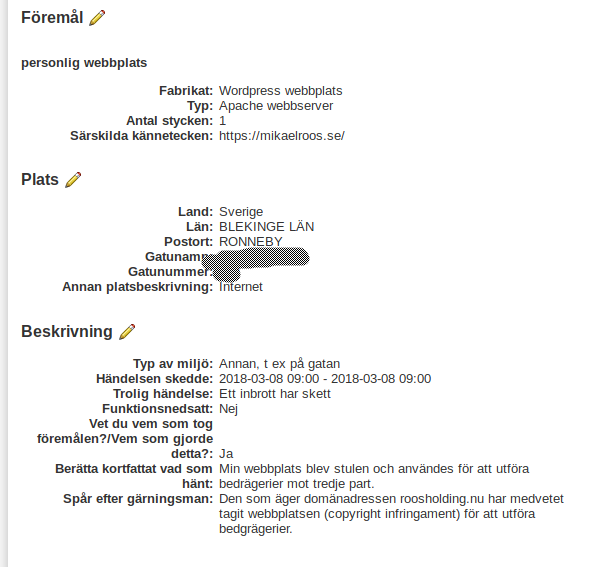 Föremål
personlig webbplats
Fabrikat: Wordpress webbplats
Typ: Apache webbserver
Antal stycken: 1
Särskilda kännetecken: https://mikaelroos.se/
Plats
Land: Sverige
Län: BLEKINGE LÄN
Postort: RONNEBY
Gatunamn:
Gatunummer:
Annan platsbeskrivning: Internet
Beskrivning
Typ av miljö: Annan, t ex på gatan
Händelsen skedde: 2018-03-08 09:00 - 2018-03-08 09:00
Trolig händelse: Ett inbrott har skett
Funktionsnedsatt: Nej
Vet du vem som tog
föremålen?/Vem som gjorde
detta?: Ja
Berätta kortfattat vad som Min webbplats blev stulen och användes för att utföra
hänt: bedrägerier mot tredje part.
Spår efter gärningsman: Den som äger domänadressen roosholding.nu har medvetet
tagit webbplatsen (copyright infringament) för att utföra
bedgrägerier.